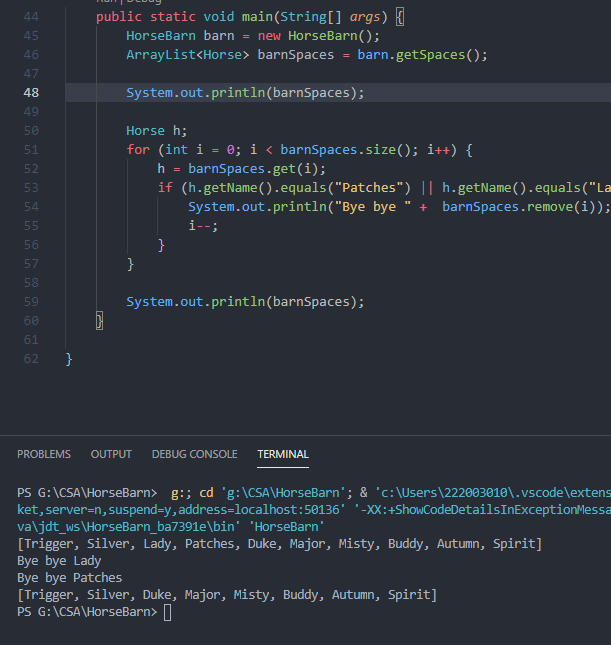 44 public static void main(String[] args) {
45 HorseBarn barn = new HorseBarn();
46 ArrayList<Horse> barnSpaces = barn.getSpaces();
47
48 System.out.println(barnSpaces);
49
50 Horse h;
51 for (int i = 0; i < barnSpaces.size(); i++) {
52 h = barnSpaces.get(i);
53 if (h.getName().equals("Patches") || h.getName().equals("La
54 System.out.println("Bye bye " +  barnSpaces.remove(i));
55 i--;
56 }
57 }
58
59 System.out.println(barnSpaces);
60 }
61
62 }
PROBLEMS OUTPUT DEBUG CONSOLE TERMINAL
PS G:\CSA\HorseBarn>  g:; cd 'g:\CSA\HorseBarn'; & 'c:\Users\222003010\.vscode\extens
ket,server=n,suspend=y,address=localhost:50136' '-XX:+ShowCodeDetailsInExceptionMessa
va\jdt_ws\HorseBarn_ba7391e\bin' 'HorseBarn'
[Trigger, Silver, Lady, Patches, Duke, Major, Misty, Buddy, Autumn, Spirit]
Bye bye Lady
Bye bye Patches
[Trigger, Silver, Duke, Major, Misty, Buddy, Autumn, Spirit]
PS G:\CSA\HorseBarn>